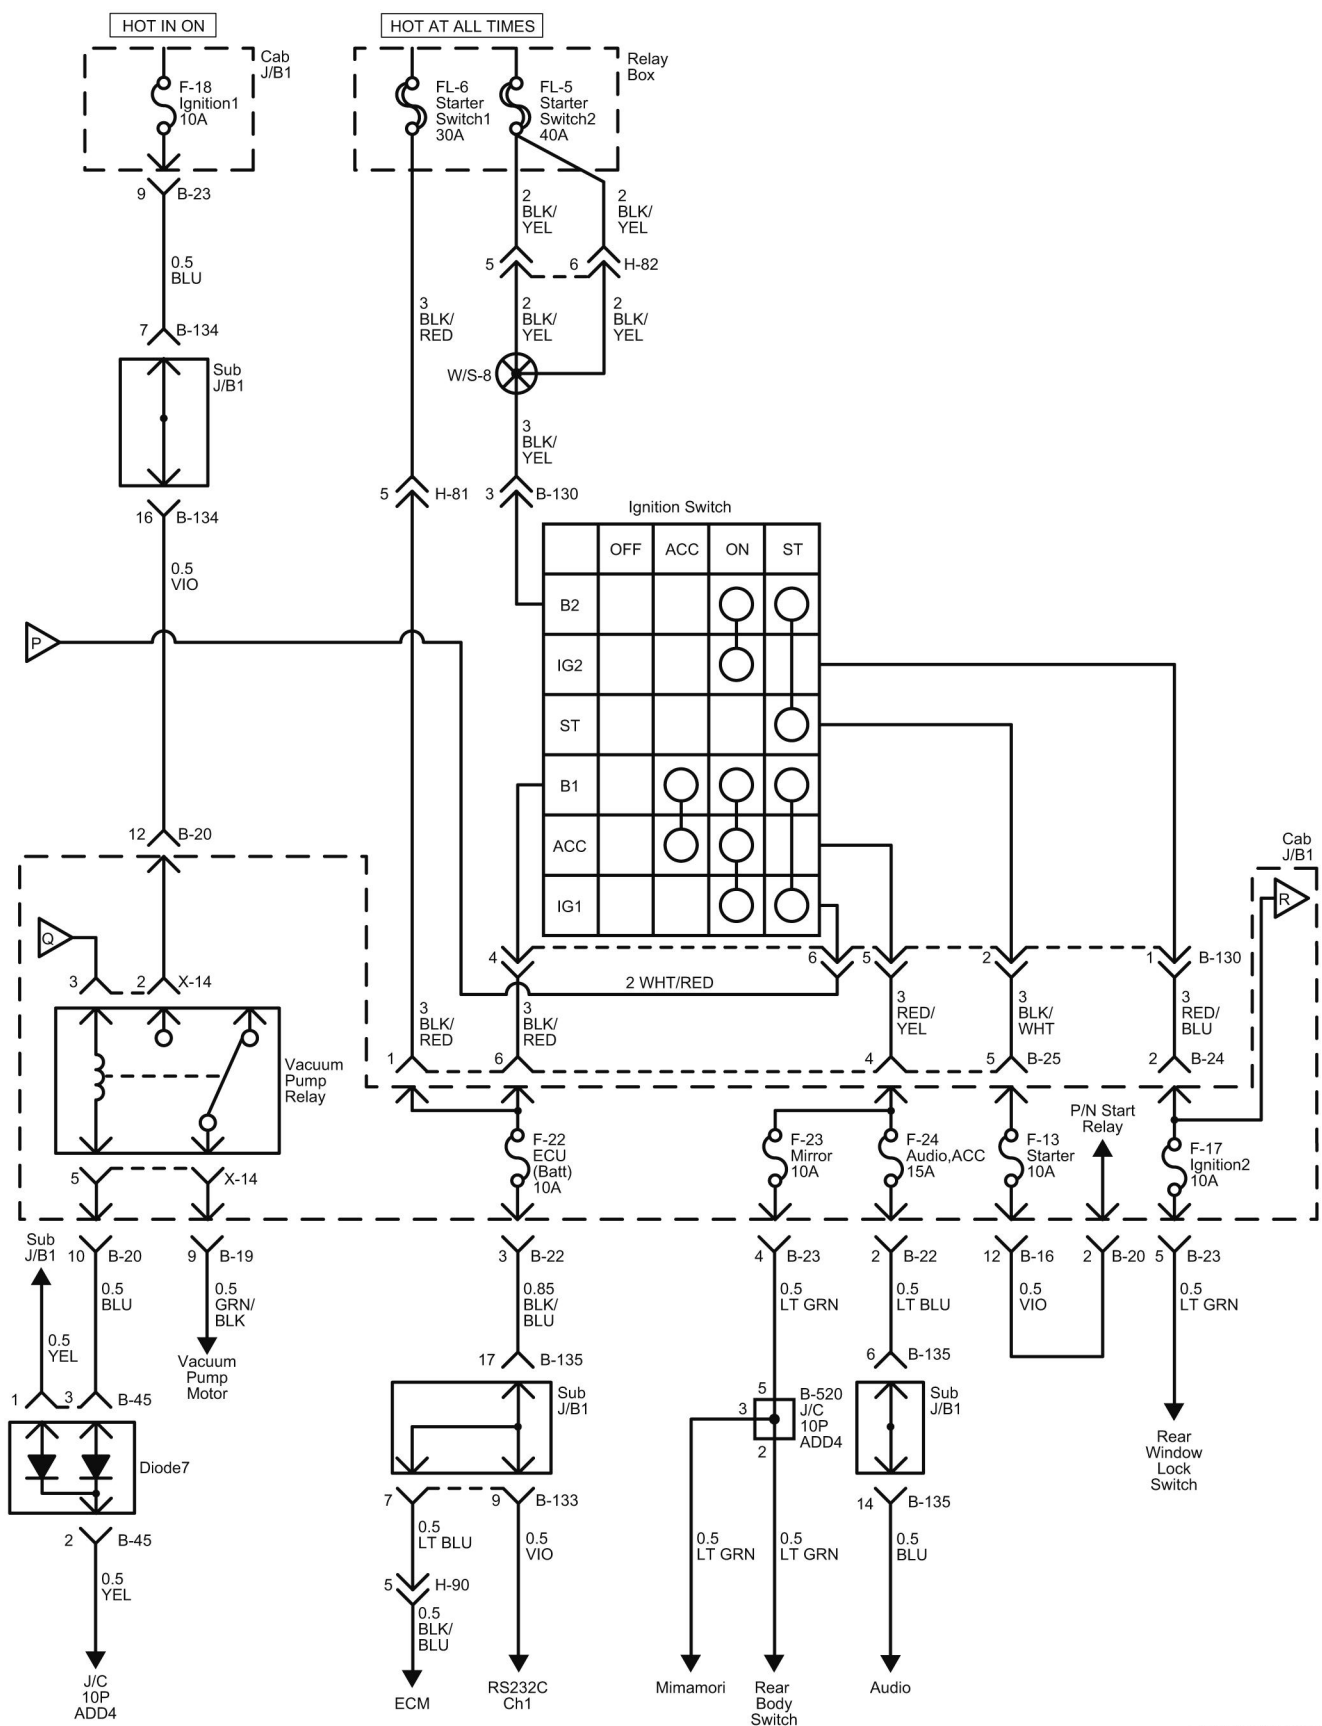 HOT IN ON
HOT AT ALL TIMES
Cab
J/B1
F-18
Ignition1
10A
Relay
Box
FL-6
Starter
Switch1
30A
FL-5
Starter
Switch2
40A
9
B-23
2
BLK/
YEL
2
BLK/
YEL
0.5
BLU
5
6
H-82
3
BLK/
RED
2
BLK/
YEL
2
BLK/
YEL
7
B-134
Sub
J/B1
W/S-8
3
BLK/
YEL
5
H-81
3
B-130
16
B-134
Ignition Switch
OFF
ACC
ON
ST
0.5
VIO
B2
P
IG2
ST
B1
ACC
IG1
12
B-20
Cab
J/B1
R
Q
4
6
5
2
1
B-130
3
2
X-14
2 WHT/RED
3
BLK/
RED
3
BLK/
RED
3
RED/
YEL
3
BLK/
WHT
3
RED/
BLU
1
6
4
5
B-25
2
B-24
Vacuum
Pump
Relay
P/N Start
Relay
F-22
ECU
(Batt)
10A
F-23
Mirror
10A
F-24
Audio,ACC
15A
F-13
Starter
10A
F-17
Ignition2
10A
5
X-14
Sub
J/B1
10
B-20
9
B-19
3
B-22
4
B-23
2
B-22
12
B-16
2
B-20
5
B-23
0.5
BLU
0.5
GRN/
BLK
0.85
BLK/
BLU
0.5
LT GRN
0.5
LT BLU
0.5
VIO
0.5
LT GRN
0.5
YEL
Vacuum
Pump
Motor
17
B-135
6
B-135
1
3
B-45
Sub
J/B1
5
3
2
B-520
J/C
10P
ADD4
Sub
J/B1
Rear
Window
Lock
Switch
Diode7
7
9
B-133
14
B-135
2
B-45
0.5
LT BLU
0.5
VIO
0.5
LT GRN
0.5
LT GRN
0.5
BLU
0.5
YEL
5
H-90
0.5
BLK/
BLU
J/C
10P
ADD4
ECM
RS232C
Ch1
Mimamori
Rear
Body
Switch
Audio